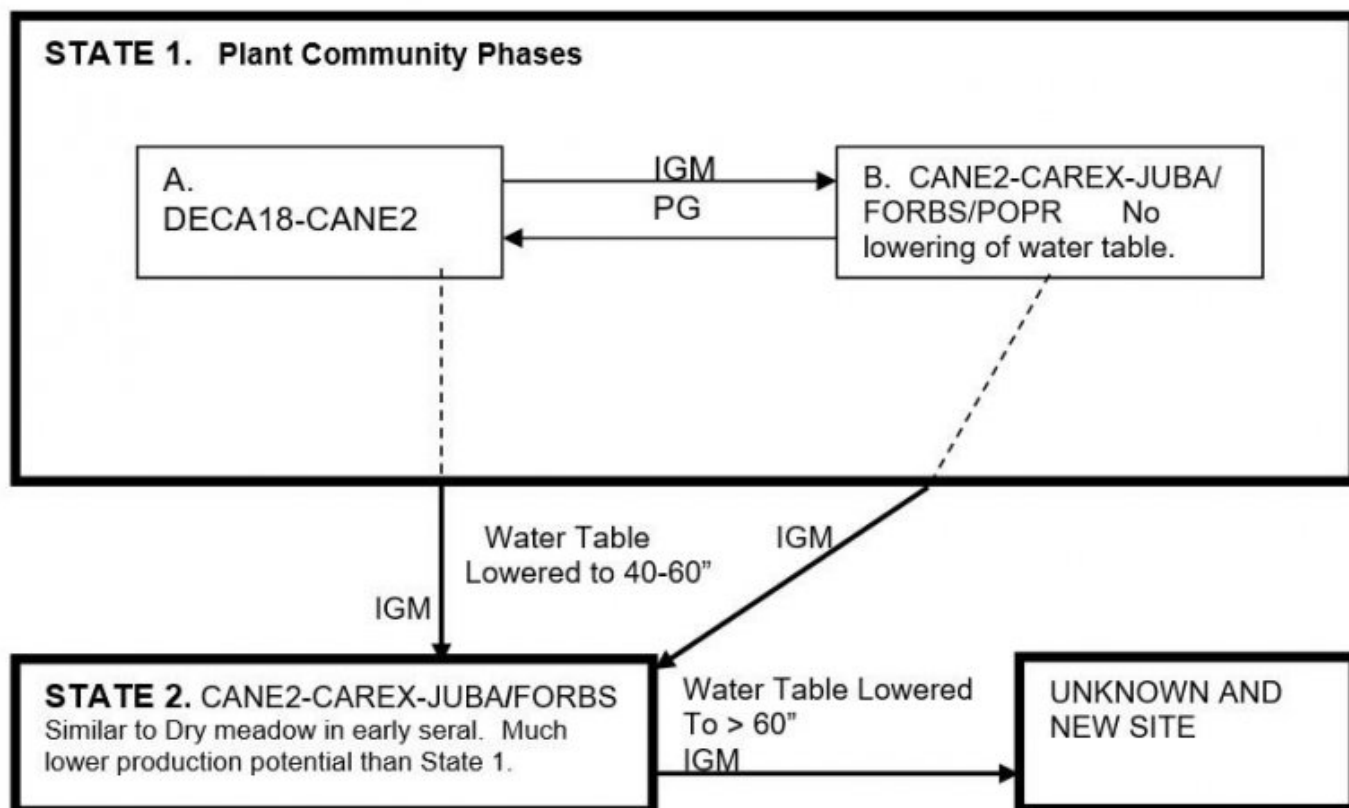 STATE 1. Plant Community Phases
A.
DECA18-CANE2
IGM
PG
B. CANE2-CAREX-JUBA/
FORBS/POPR No
lowering of water table.
Water Table
Lowered to 40-60”
IGM
IGM
STATE 2. CANE2-CAREX-JUBA/FORBS
Similar to Dry meadow in early seral. Much
lower production potential than State 1.
Water Table Lowered
To > 60”
IGM
UNKNOWN AND
NEW SITE